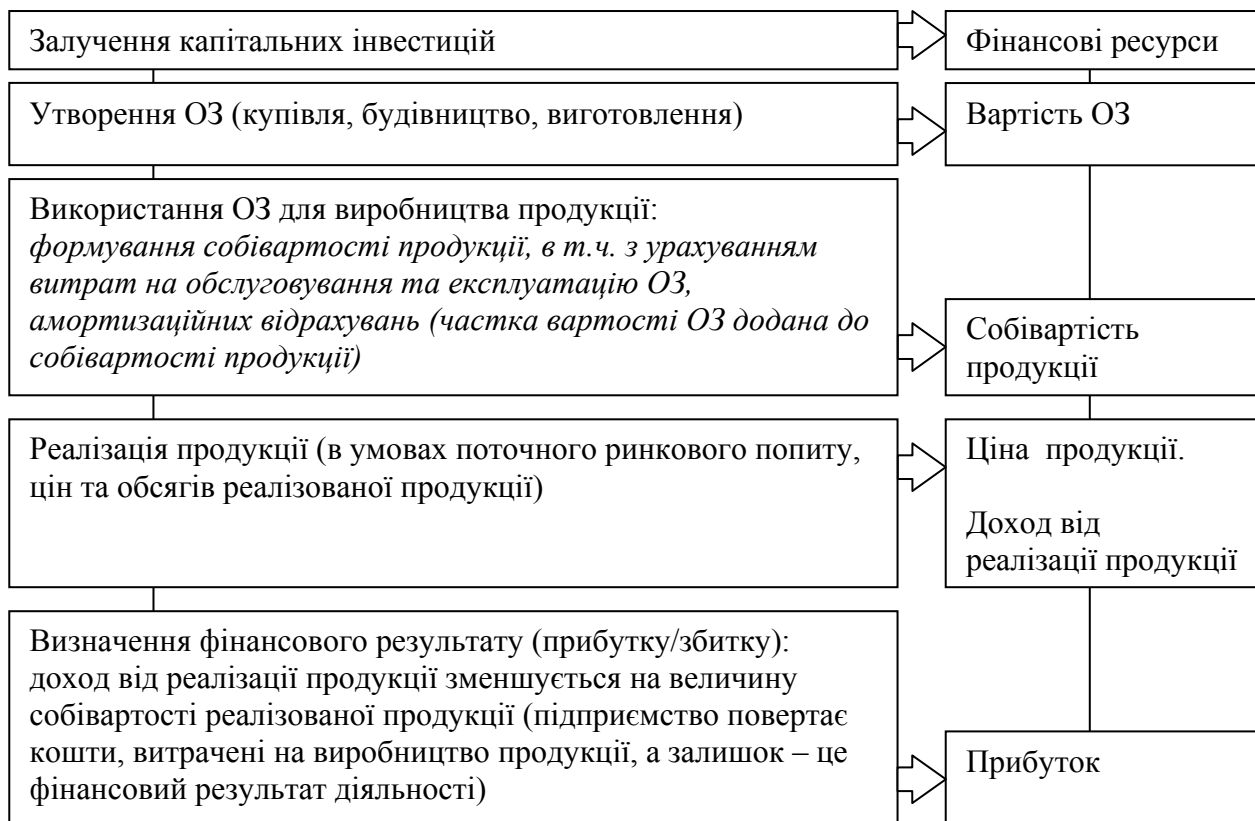 Залучення капітальних інвестицій
Фінансові ресурси
Утворення ОЗ (купівля, будівництво, виготовлення)
Вартість ОЗ
Використання ОЗ для виробництва продукції:
формування собівартості продукції, в т.ч. з урахуванням
витрат на обслуговування та експлуатацію ОЗ,
амортизаційних відрахувань (частка вартості ОЗ додана до
собівартості продукції)
Собівартість
продукції
Реалізація продукції (в умовах поточного ринкового попиту,
цін та обсягів реалізованої продукції)
Ціна продукції.
Доход від
реалізації продукції
Визначення фінансового результату (прибутку/збитку):
доход від реалізації продукції зменшується на величину
собівартості реалізованої продукції (підприємство повертає
кошти, витрачені на виробництво продукції, а залишок – це
фінансовий результат діяльності)
Прибуток